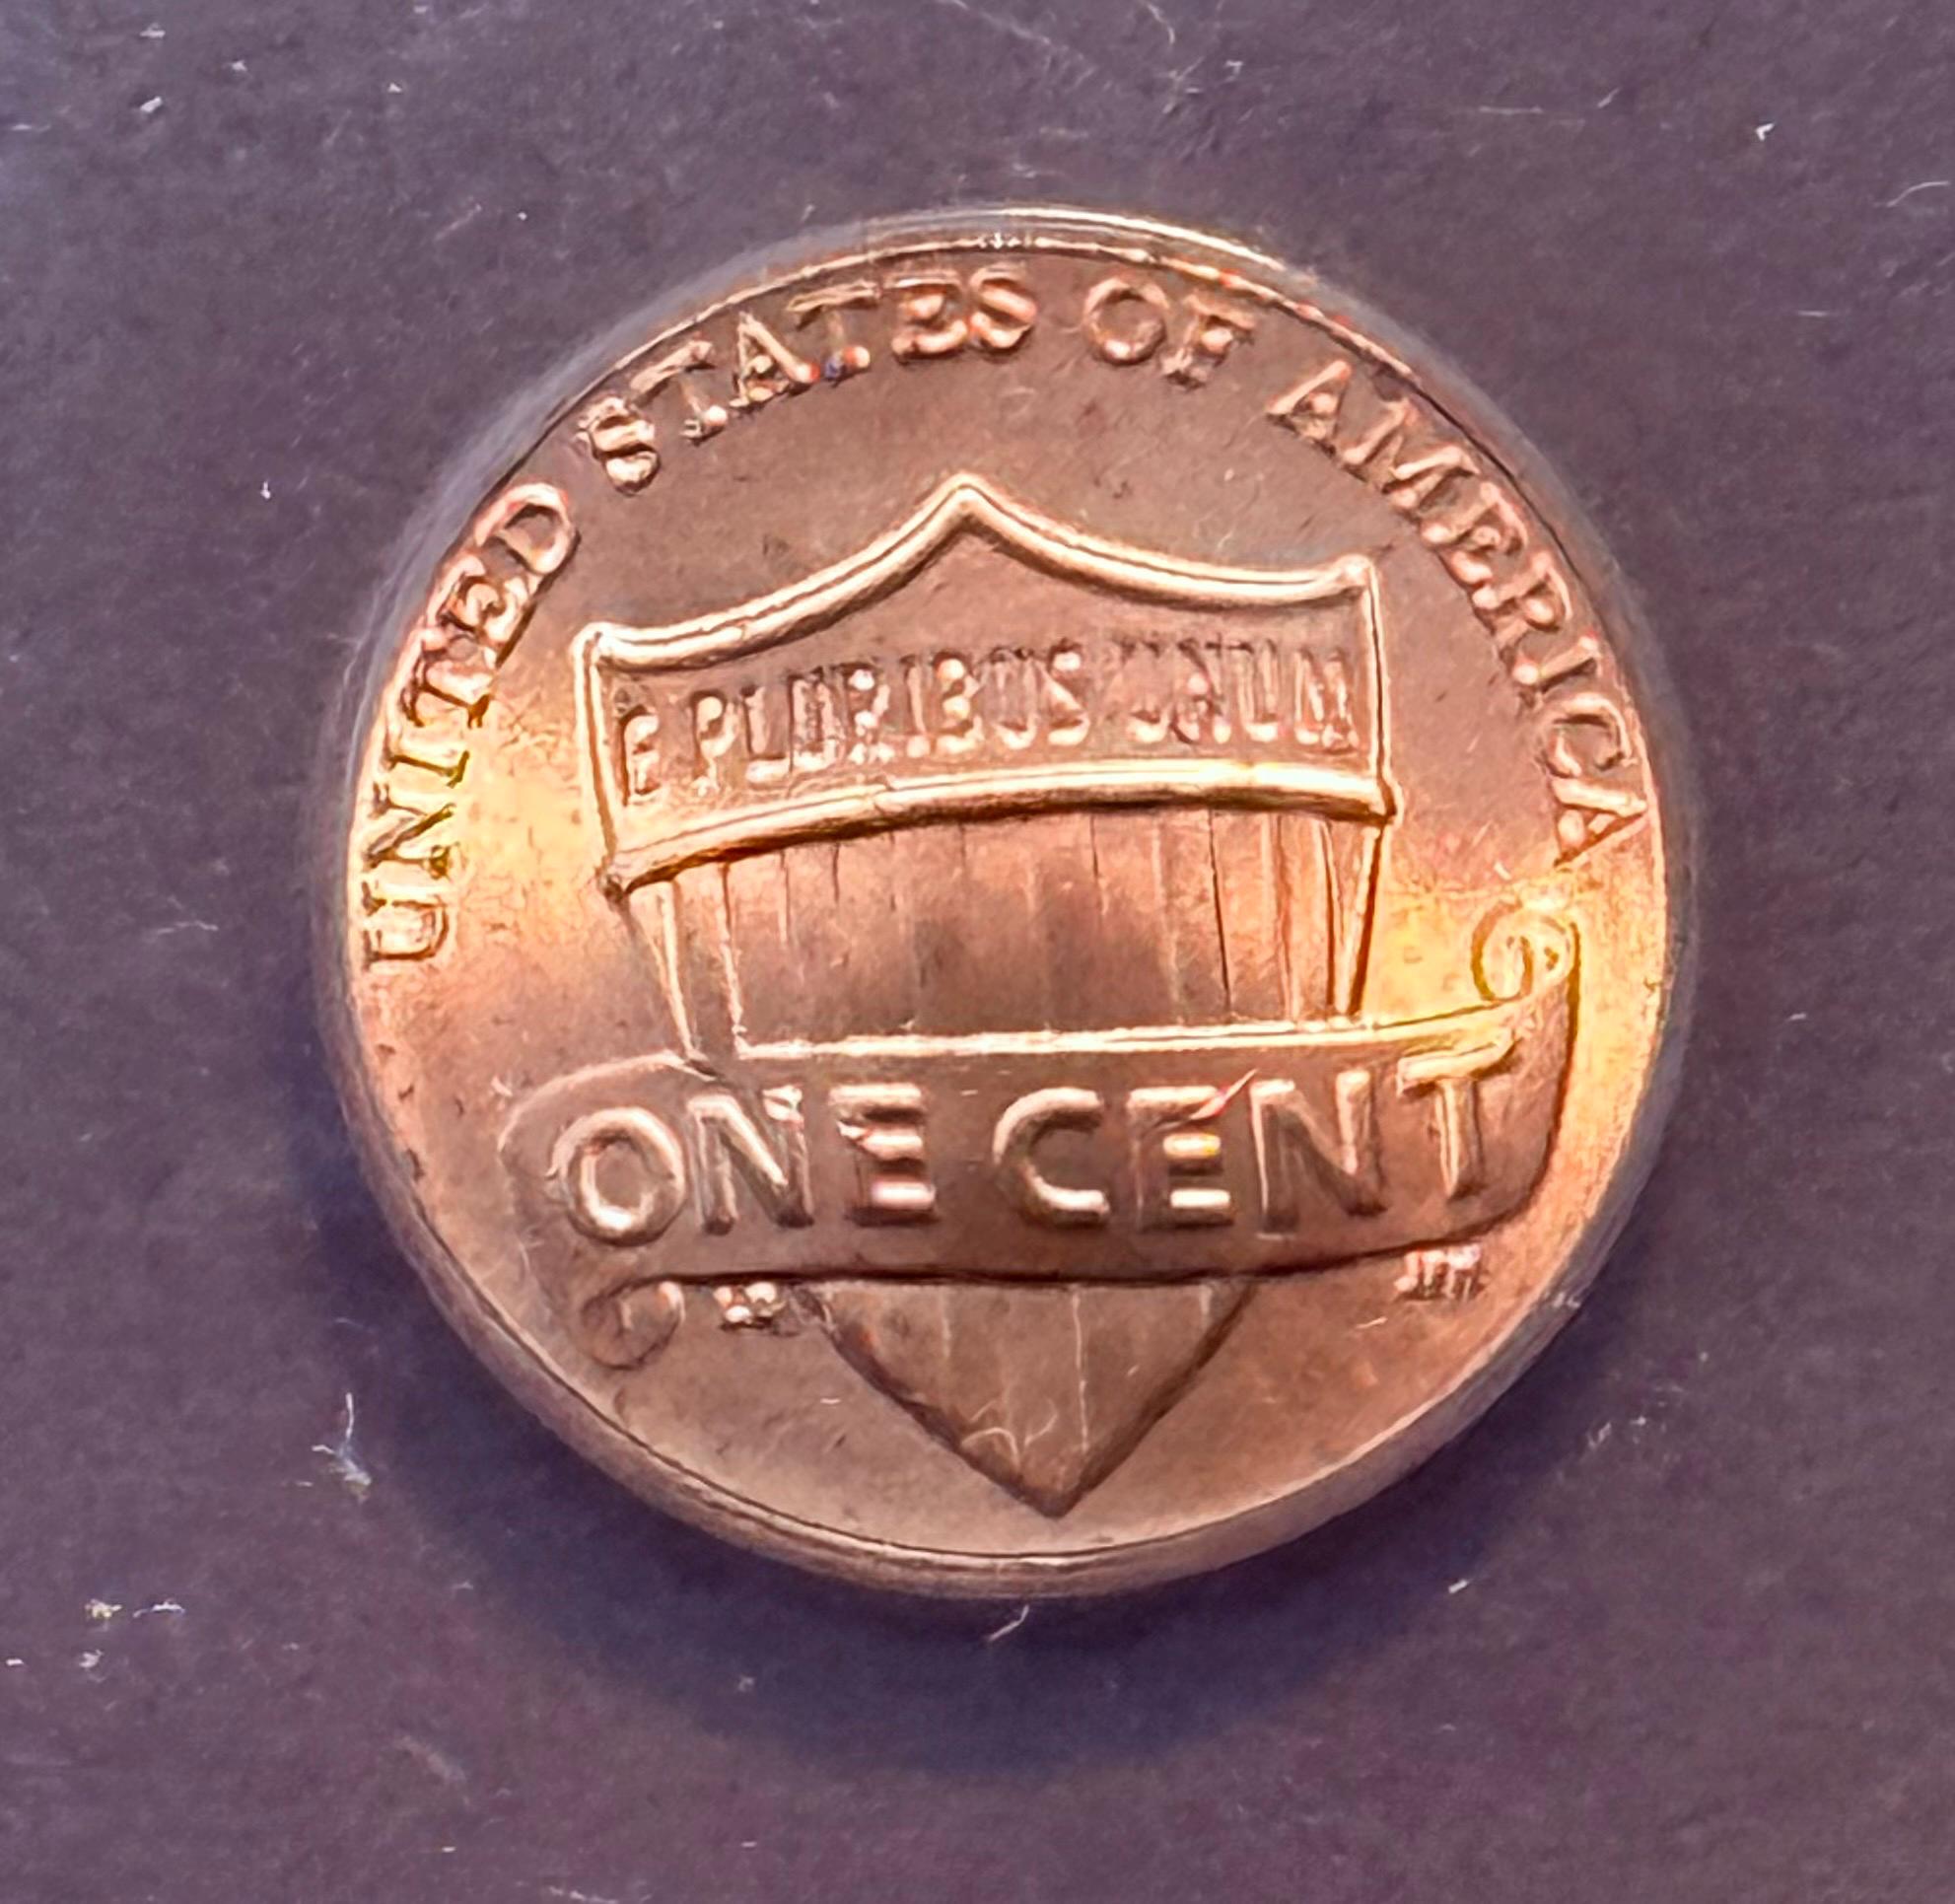 UNITED STATES OF AMERICA
E PLURIBUS UNUM
ONE CENT